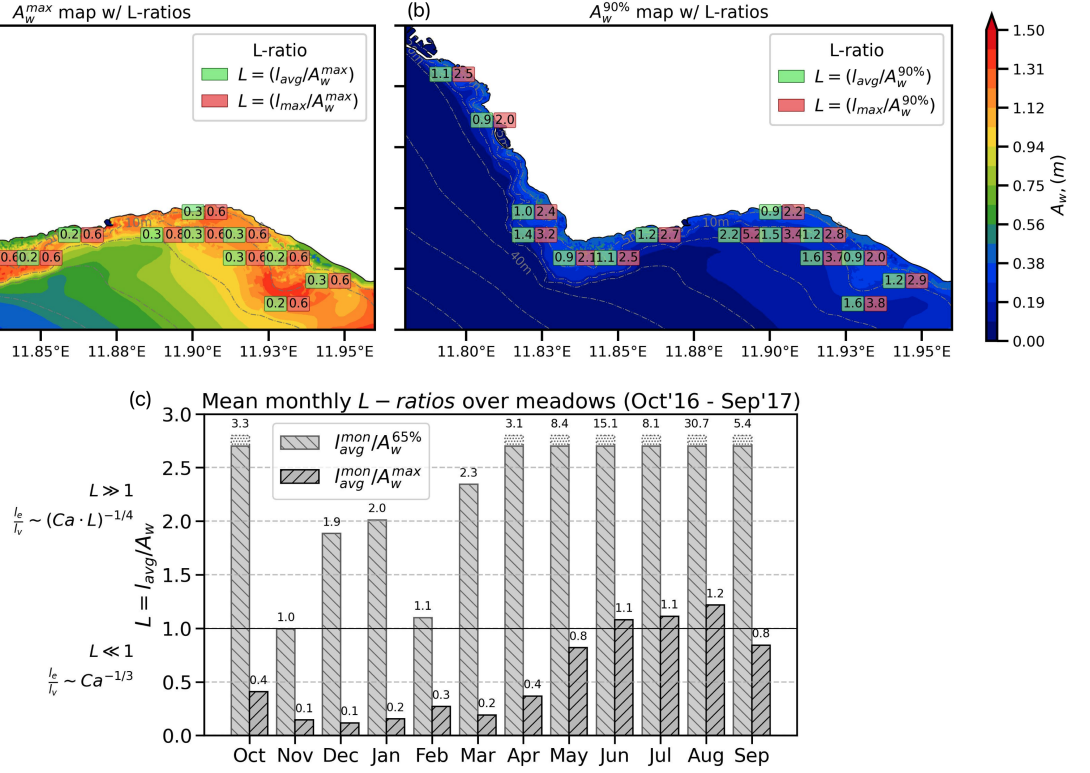 A_w^max map w/ L-ratios
L-ratio
L = (l_avg/A_w^max)
L = (l_max/A_w^max)
10m
0.3 0.6
0.2 0.6 0.3 0.8 0.3 0.6 0.3 0.6
0.6 0.2 0.6 0.3 0.6 0.2 0.6
0.3 0.6
0.2 0.6
11.85°E 11.88°E 11.90°E 11.93°E 11.95°E
(b)
A_w^90% map w/ L-ratios
L-ratio
L = (l_avg/A_w^90%)
L = (l_max/A_w^90%)
1.1 2.5
0.9 2.0
1.0 2.4 10m 0.9 2.2
1.4 3.2 1.2 2.7 2.2 5.2 1.5 3.4 1.2 2.8
40m 0.9 2.1 1.1 2.5 1.6 3.7 0.9 2.0
1.2 2.9
1.6 3.8
11.80°E 11.83°E 11.85°E 11.88°E 11.90°E 11.93°E 11.95°E
1.50
1.31
1.12
0.94
0.75
0.56
0.38
0.19
0.00
A_w, (m)
(c)
Mean monthly L − ratios over meadows (Oct'16 - Sep'17)
l_avg^mon/A_w^65%
l_avg^mon/A_w^max
L ≫ 1
l_e/l_v ~ (Ca · L)^−1/4
L ≪ 1
l_e/l_v ~ Ca^−1/3
L = l_avg/A_w
3.0
2.5
2.0
1.5
1.0
0.5
0.0
3.3 1.0 1.9 2.0 1.1 2.3 3.1 8.4 15.1 8.1 30.7 5.4
0.4 0.1 0.1 0.2 0.3 0.2 0.4 0.8 1.1 1.1 1.2 0.8
Oct Nov Dec Jan Feb Mar Apr May Jun Jul Aug Sep